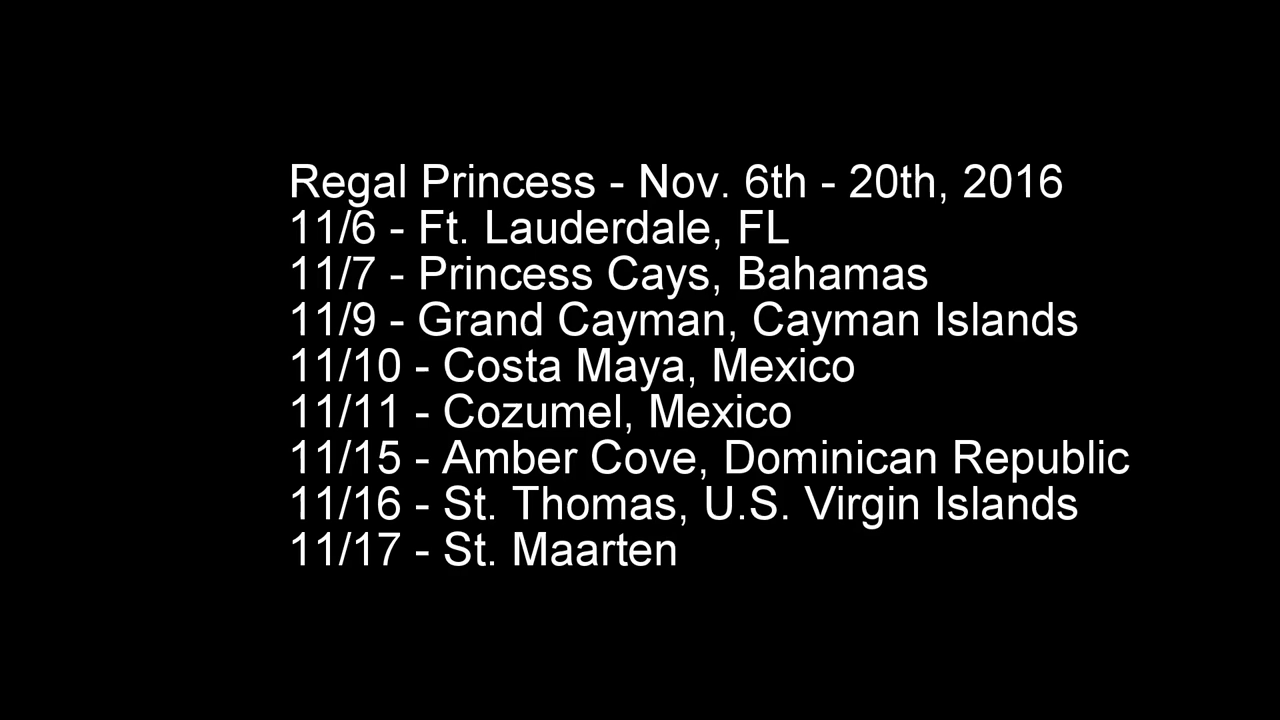 Regal Princess - Nov. 6th - 20th, 2016
11/6 - Ft. Lauderdale, FL
11/7 - Princess Cays, Bahamas
11/9 - Grand Cayman, Cayman Islands
11/10 - Costa Maya, Mexico
11/11 - Cozumel, Mexico
11/15 - Amber Cove, Dominican Republic
11/16 - St. Thomas, U.S. Virgin Islands
11/17 - St. Maarten